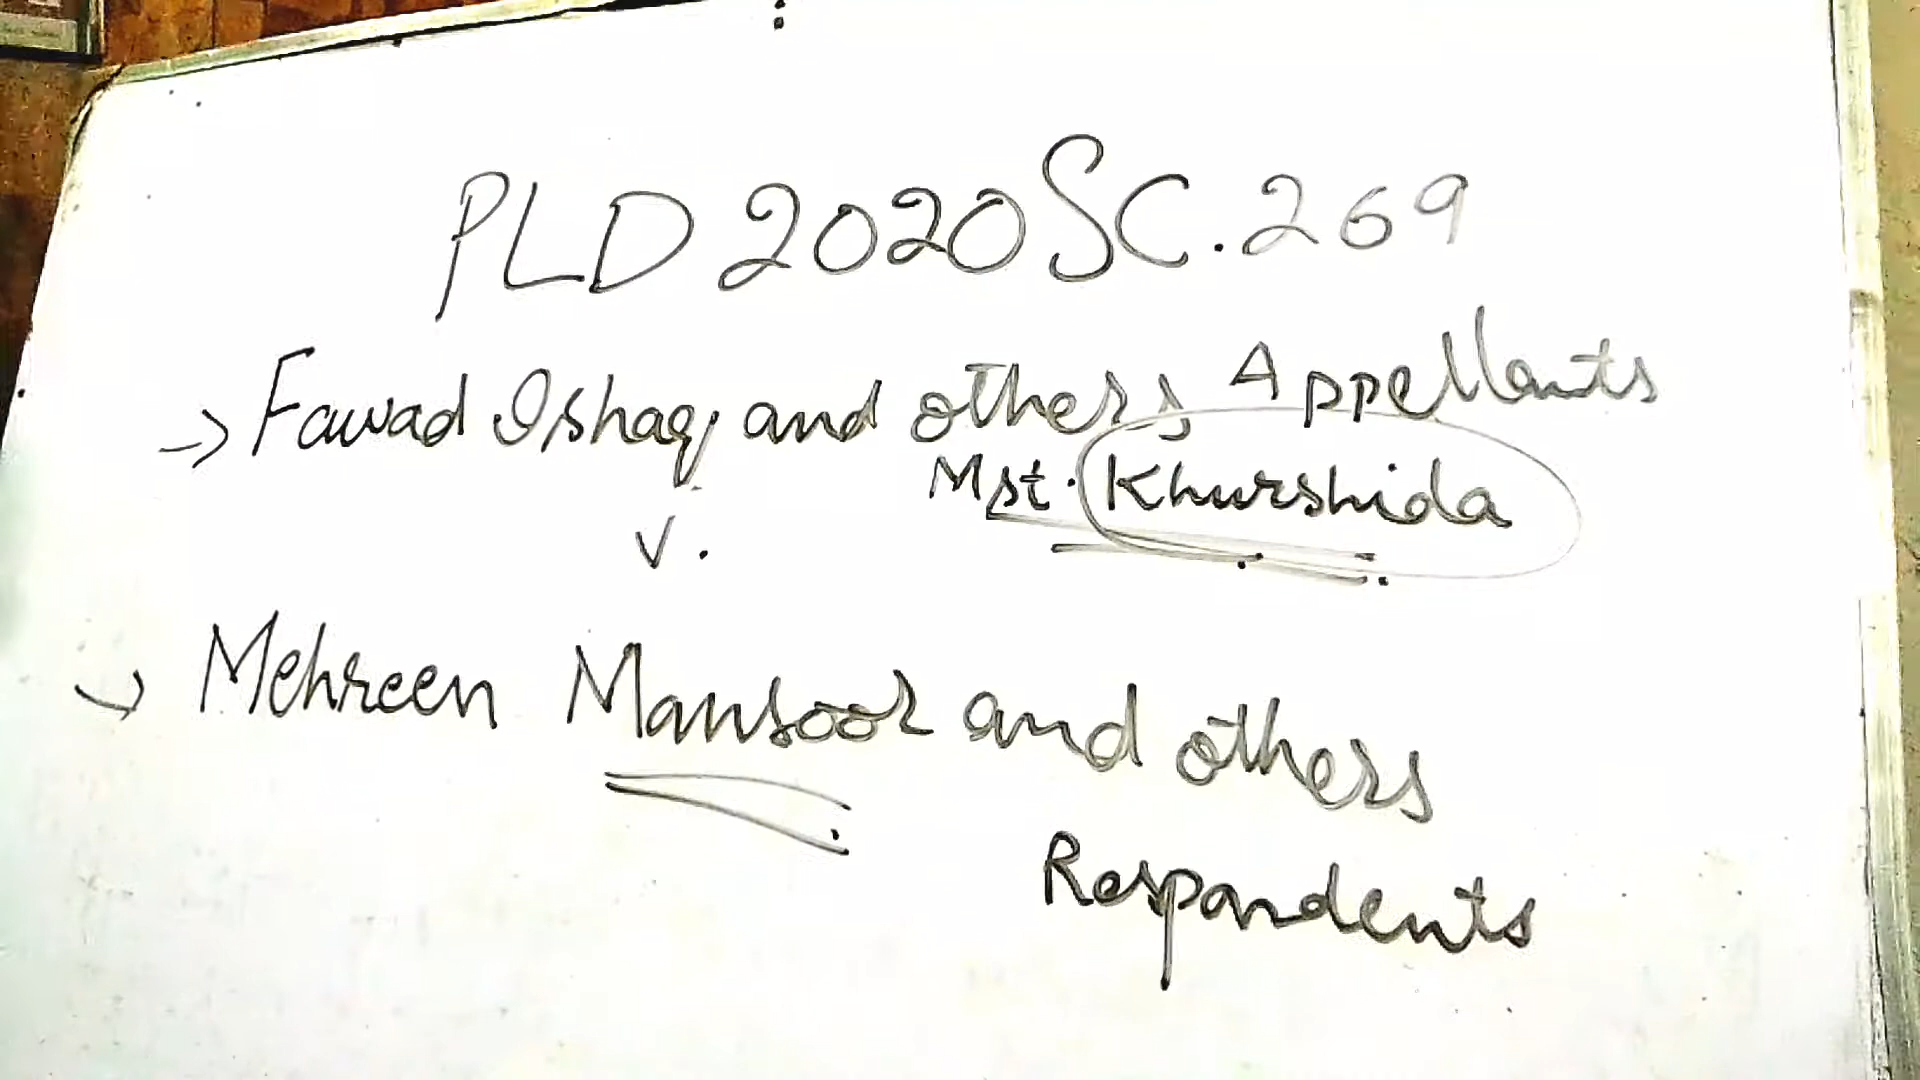 PLD 2020 SC. 269
→ Fawad Ishaq, and others Appellants
Mst. Khurshida
V.
→ Mehreen Mansoor and others
Respondents